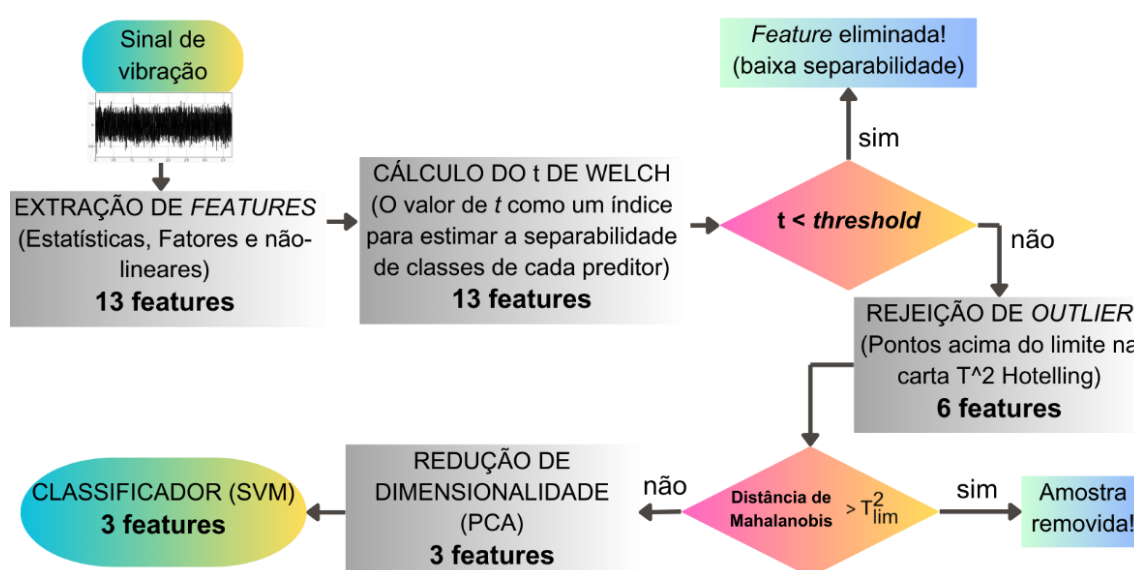 Sinal de
vibração
EXTRAÇÃO DE FEATURES
(Estatísticas, Fatores e não-
lineares)
13 features
CÁLCULO DO t DE WELCH
(O valor de t como um índice
para estimar a separabilidade
de classes de cada preditor)
13 features
Feature eliminada!
(baixa separabilidade)
sim
t < threshold
não
REJEIÇÃO DE OUTLIER
(Pontos acima do limite na
carta T^2 Hotelling)
6 features
Distância de
Mahalanobis > T²lim
sim
Amostra
removida!
não
REDUÇÃO DE
DIMENSIONALIDADE
(PCA)
3 features
CLASSIFICADOR (SVM)
3 features